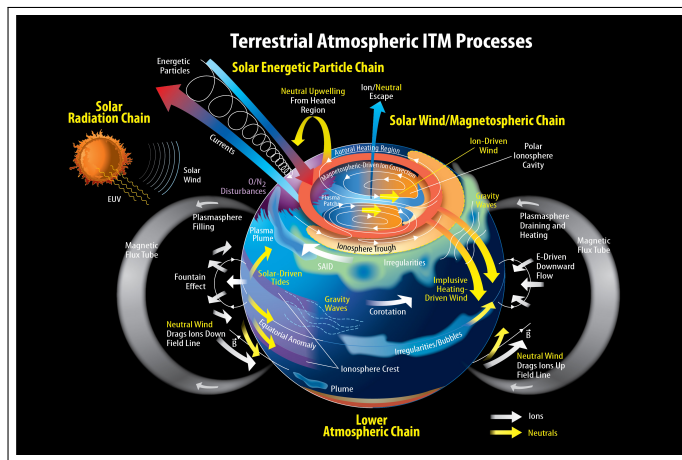 Terrestrial Atmospheric ITM Processes
Energetic
Particles
Solar Energetic Particle Chain
Neutral Upwelling
From Heated
Region
Ion/Neutral
Escape
Solar
Radiation Chain
Solar Wind/Magnetospheric Chain
Currents
Ion-Driven
Wind
Polar
Ionosphere
Cavity
Auroral Heating Region
Magnetospheric-Driven Ion Convection
Solar
Wind
EUV
O/N2
Disturbances
Plasma
Patch
Gravity
Waves
Plasmasphere
Filling
Plasma
Plume
Ionosphere Trough
Plasmasphere
Draining and
Heating
Magnetic
Flux Tube
SAID
Irregularities
Magnetic
Flux Tube
Fountain
Effect
Solar-Driven
Tides
Gravity
Waves
Corotation
Implusive
Heating-
Driven Wind
E-Driven
Downward
Flow
Neutral Wind
Drags Ions Down
Field Line
B
Equatorial Anomaly
Irregularities/Bubbles
B
Neutral Wind
Drags Ions Up
Field Line
Ionosphere Crest
Plume
Lower
Atmospheric Chain
Ions
Neutrals